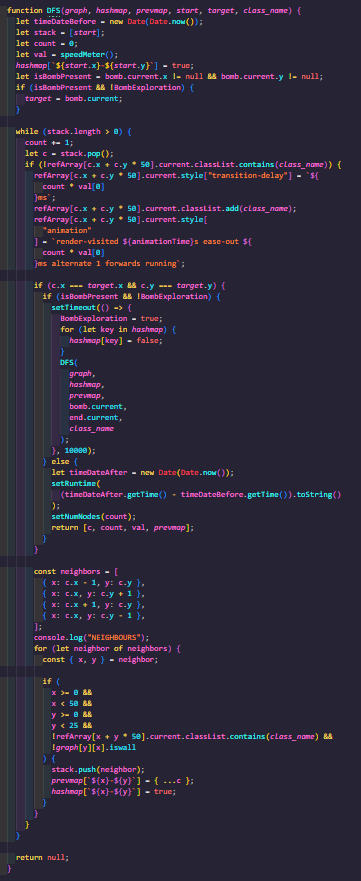 function DFS(graph, hashmap, prevmap, start, target, class_name) {
let timeDateBefore = new Date(Date.now());
let stack = [start];
let count = 0;
let val = speedMeter();
hashmap[`${start.x}-${start.y}`] = true;
let isBombPresent = bomb.current.x != null && bomb.current.y != null;
if (isBombPresent && !BombExploration) {
target = bomb.current;
}
while (stack.length > 0) {
count += 1;
let c = stack.pop();
if (!refArray[c.x + c.y * 50].current.classList.contains(class_name)) {
refArray[c.x + c.y * 50].current.style["transition-delay"] = `${
count * val[0]
}ms`;
refArray[c.x + c.y * 50].current.classList.add(class_name);
refArray[c.x + c.y * 50].current.style[
"animation"
] = `render-visited ${animationTime}s ease-out ${
count * val[0]
}ms alternate 1 forwards running`;
if (c.x === target.x && c.y === target.y) {
if (isBombPresent && !BombExploration) {
setTimeout(() => {
BombExploration = true;
for (let key in hashmap) {
hashmap[key] = false;
}
DFS(
graph,
hashmap,
prevmap,
bomb.current,
end.current,
class_name
);
}, 10000);
} else {
let timeDateAfter = new Date(Date.now());
setRuntime(
(timeDateAfter.getTime() - timeDateBefore.getTime()).toString()
);
setNumNodes(count);
return [c, count, val, prevmap];
}
}
const neighbors = [
{ x: c.x - 1, y: c.y },
{ x: c.x, y: c.y + 1 },
{ x: c.x + 1, y: c.y },
{ x: c.x, y: c.y - 1 },
];
console.log("NEIGHBOURS");
for (let neighbor of neighbors) {
const { x, y } = neighbor;
if (
x >= 0 &&
x < 50 &&
y >= 0 &&
y < 25 &&
!refArray[x + y * 50].current.classList.contains(class_name) &&
!graph[y][x].iswall
) {
stack.push(neighbor);
prevmap[`${x}-${y}`] = { ...c };
hashmap[`${x}-${y}`] = true;
}
}
}
}
return null;
}